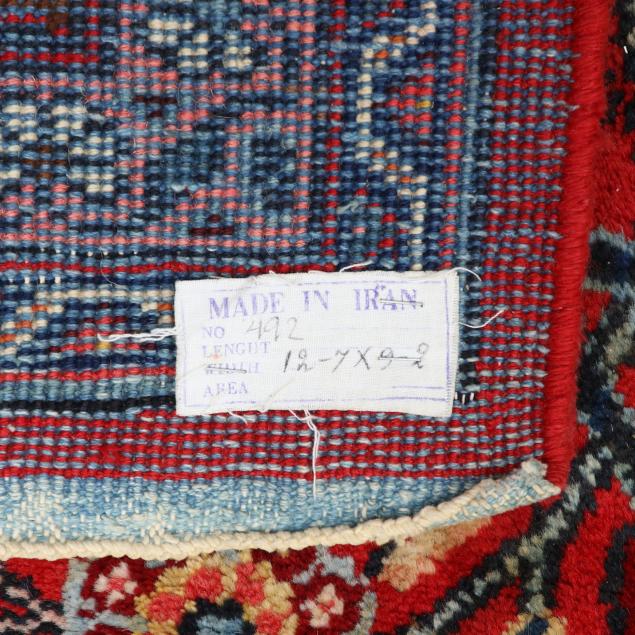 MADE IN IRAN
NO 492
LENGHT
WIDTH 12-7X9-2
AREA